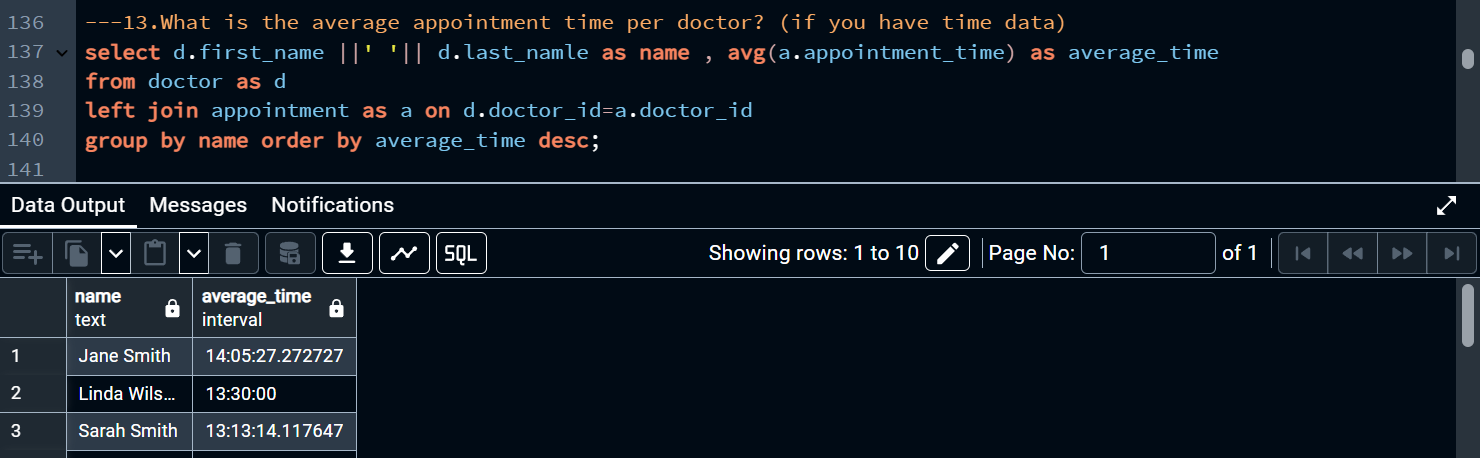 136 ---13.What is the average appointment time per doctor? (if you have time data)
137 select d.first_name ||' '|| d.last_namle as name , avg(a.appointment_time) as average_time
138 from doctor as d
139 left join appointment as a on d.doctor_id=a.doctor_id
140 group by name order by average_time desc;
141
Data Output Messages Notifications
SQL Showing rows: 1 to 10 Page No: 1 of 1
name average_time
text interval
1 Jane Smith 14:05:27.272727
2 Linda Wils... 13:30:00
3 Sarah Smith 13:13:14.117647